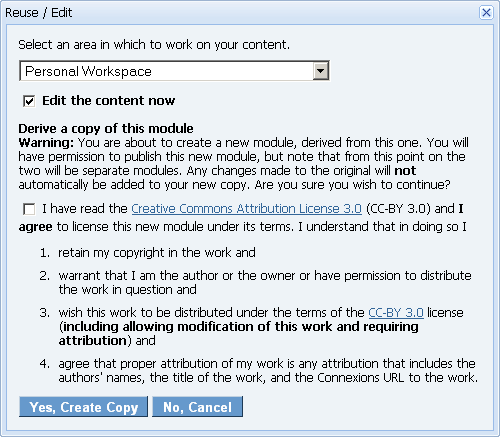 Reuse / Edit
Select an area in which to work on your content.
Personal Workspace
Edit the content now
Derive a copy of this module
Warning: You are about to create a new module, derived from this one. You will
have permission to publish this new module, but note that from this point on the
two will be separate modules. Any changes made to the original will not
automatically be added to your new copy. Are you sure you wish to continue?
I have read the Creative Commons Attribution License 3.0 (CC-BY 3.0) and I
agree to license this new module under its terms. I understand that in doing so I
1. retain my copyright in the work and
2. warrant that I am the author or the owner or have permission to distribute
the work in question and
3. wish this work to be distributed under the terms of the CC-BY 3.0 license
(including allowing modification of this work and requiring
attribution) and
4. agree that proper attribution of my work is any attribution that includes the
authors' names, the title of the work, and the Connexions URL to the work.
Yes, Create Copy No, Cancel